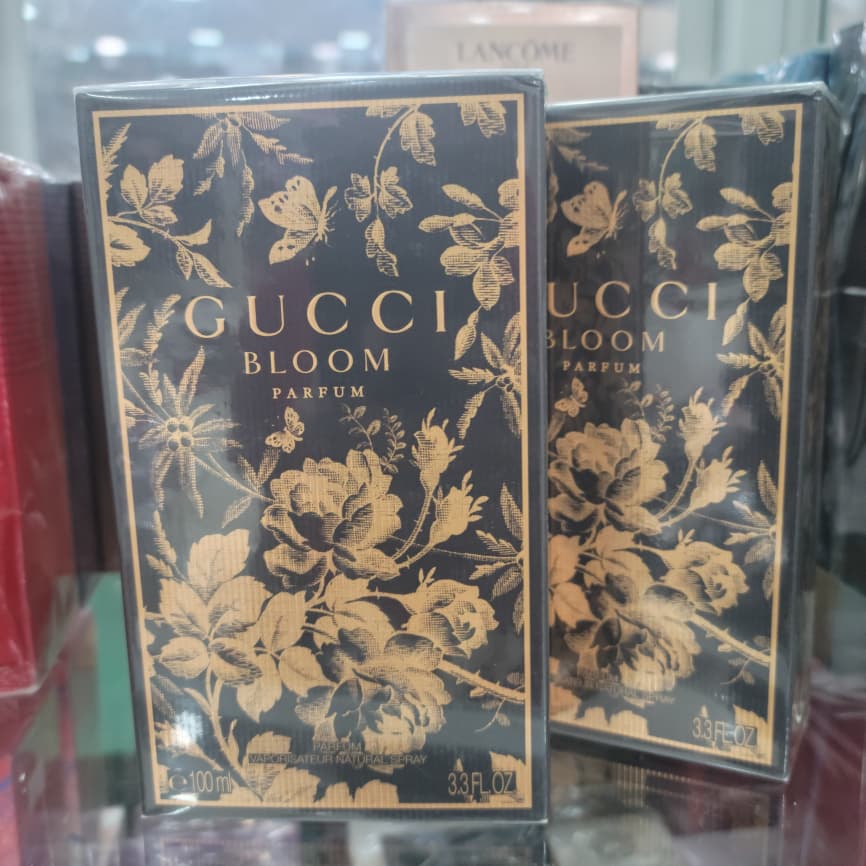 LANCÔME
GUCCI
BLOOM
PARFUM
PARFUM
VAPORISATEUR NATURAL SPRAY
e 100 ml
3.3 FL.OZ
UCCI
BLOOM
PARFUM
3.3 FL.OZ